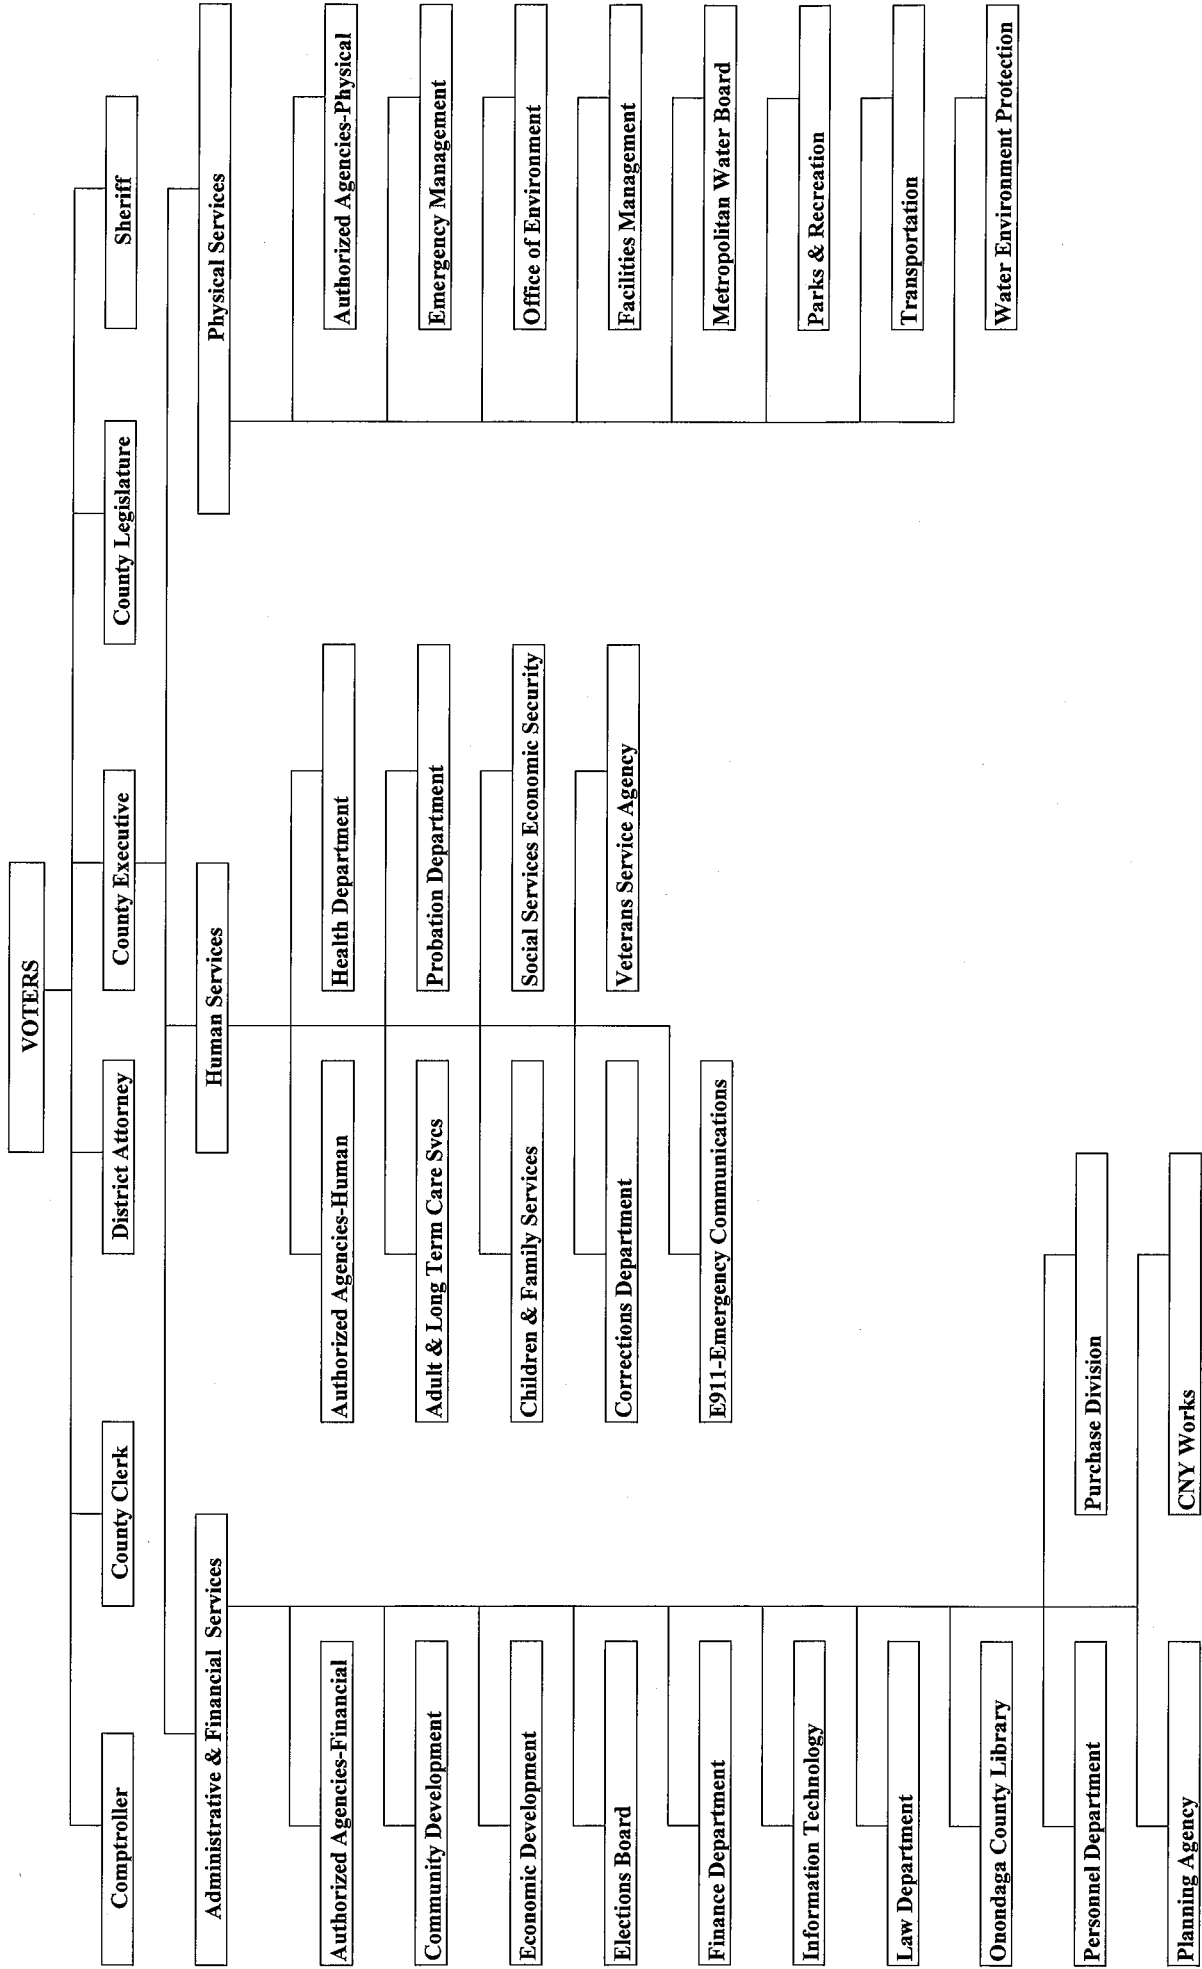 VOTERS
Comptroller
County Clerk
District Attorney
County Executive
County Legislature
Sheriff
Administrative & Financial Services
Human Services
Physical Services
Authorized Agencies-Financial
Community Development
Economic Development
Elections Board
Finance Department
Information Technology
Law Department
Onondaga County Library
Personnel Department
Planning Agency
Purchase Division
CNY Works
Authorized Agencies-Human
Adult & Long Term Care Svcs
Children & Family Services
Corrections Department
E911-Emergency Communications
Health Department
Probation Department
Social Services Economic Security
Veterans Service Agency
Authorized Agencies-Physical
Emergency Management
Office of Environment
Facilities Management
Metropolitan Water Board
Parks & Recreation
Transportation
Water Environment Protection